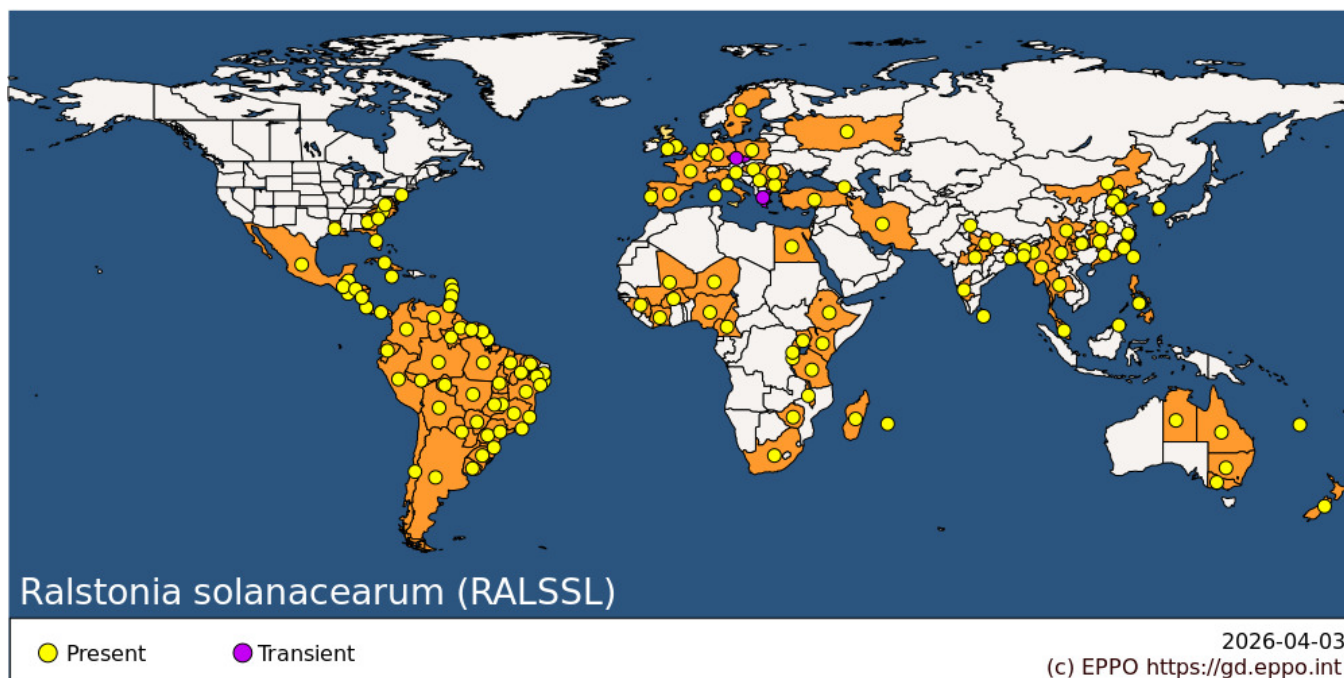 Ralstonia solanacearum (RALSSL)
Present
Transient
2026-04-03
(c) EPPO https://gd.eppo.int